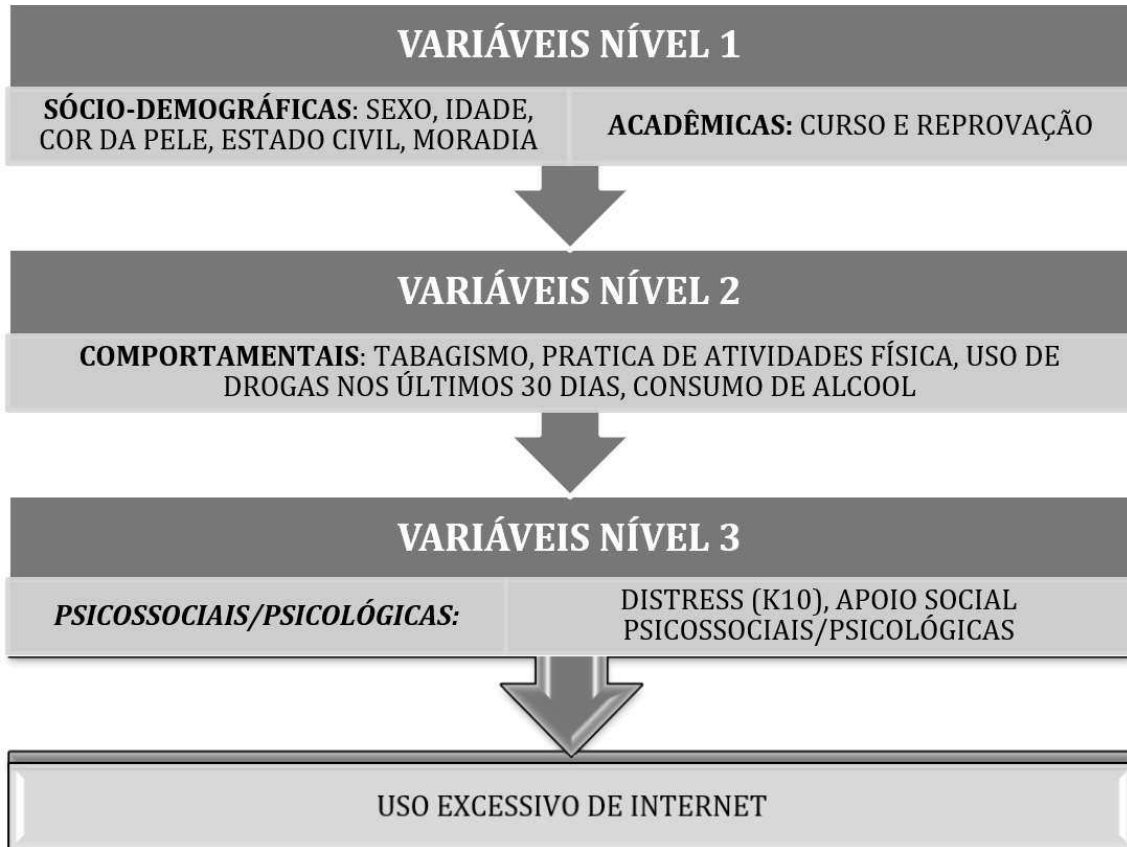 VARIÁVEIS NÍVEL 1
SÓCIO-DEMOGRÁFICAS: SEXO, IDADE,
COR DA PELE, ESTADO CIVIL, MORADIA
ACADÊMICAS: CURSO E REPROVAÇÃO
VARIÁVEIS NÍVEL 2
COMPORTAMENTAIS: TABAGISMO, PRATICA DE ATIVIDADES FÍSICA, USO DE
DROGAS NOS ÚLTIMOS 30 DIAS, CONSUMO DE ALCOOL
VARIÁVEIS NÍVEL 3
PSICOSSOCIAIS/PSICOLÓGICAS:
DISTRESS (K10), APOIO SOCIAL
PSICOSSOCIAIS/PSICOLÓGICAS
USO EXCESSIVO DE INTERNET